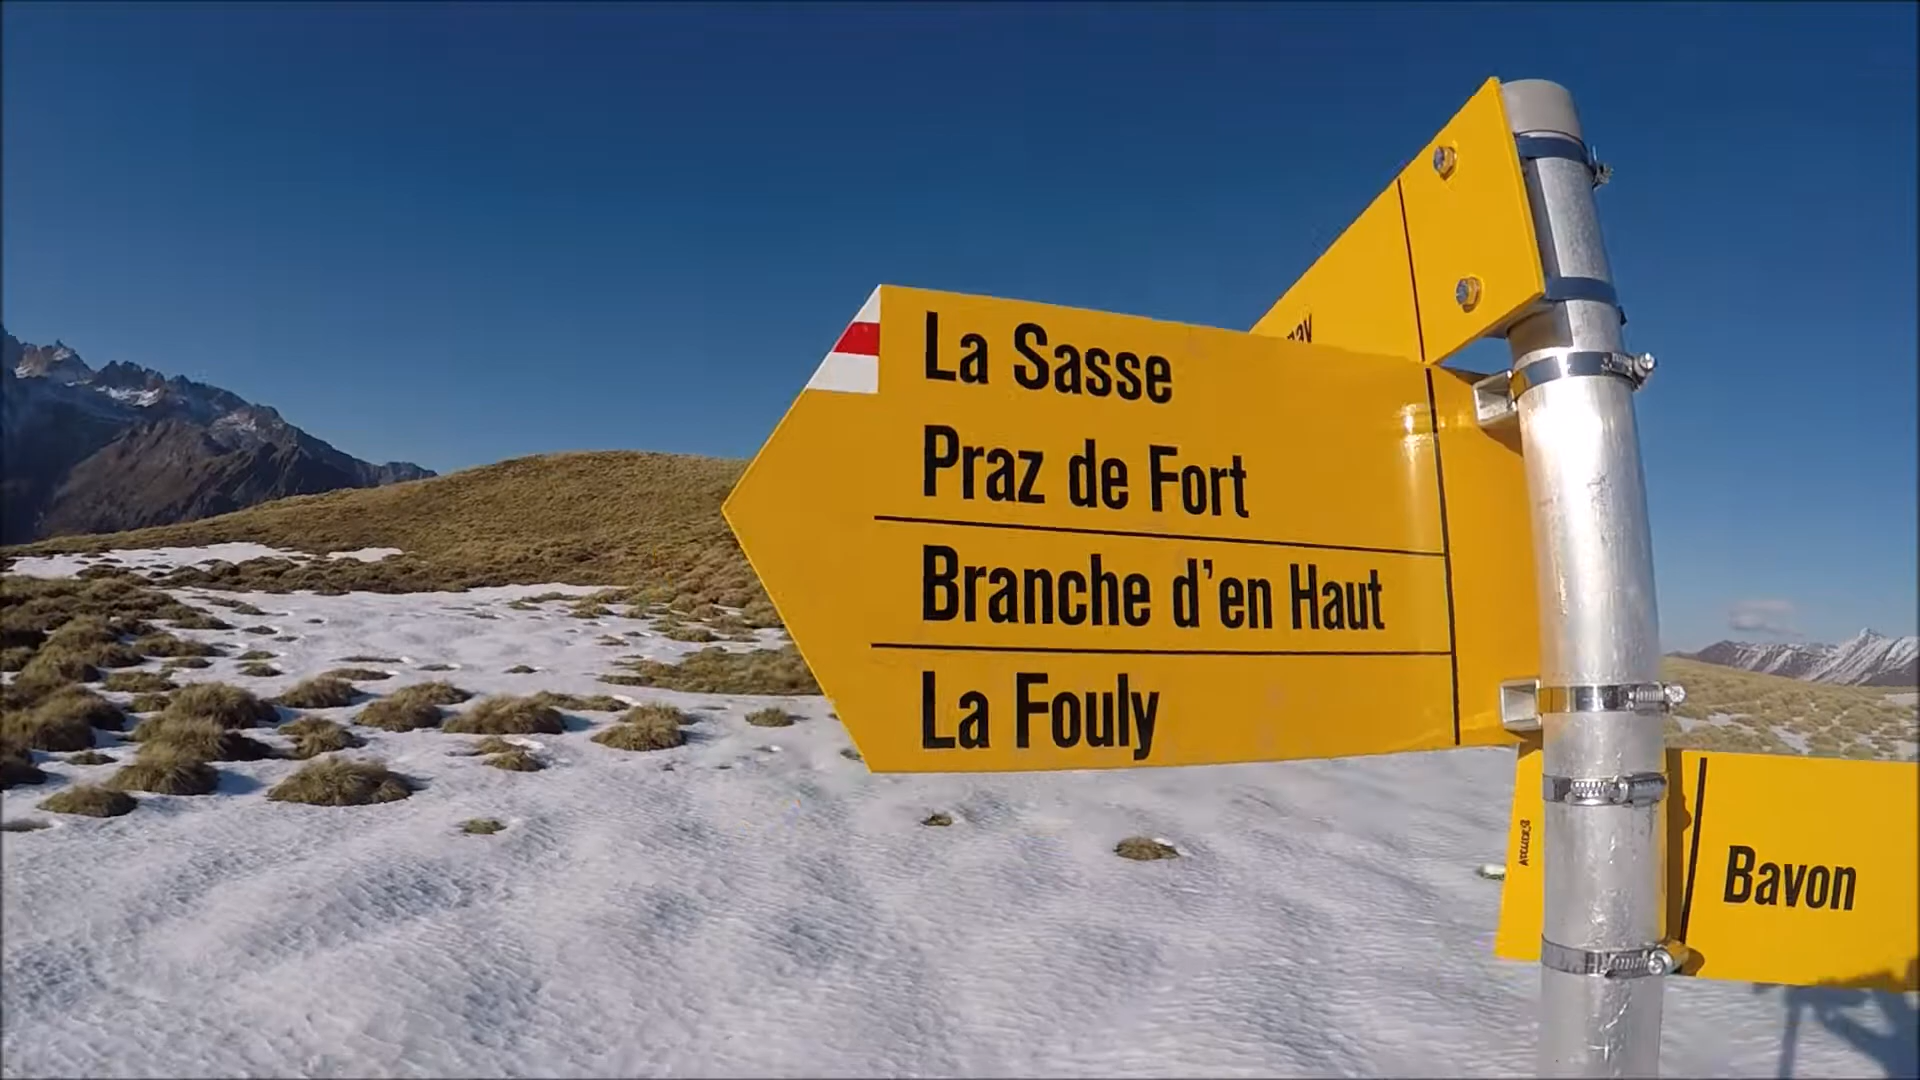 La Sasse
Praz de Fort
Branche d'en Haut
La Fouly
Bavon